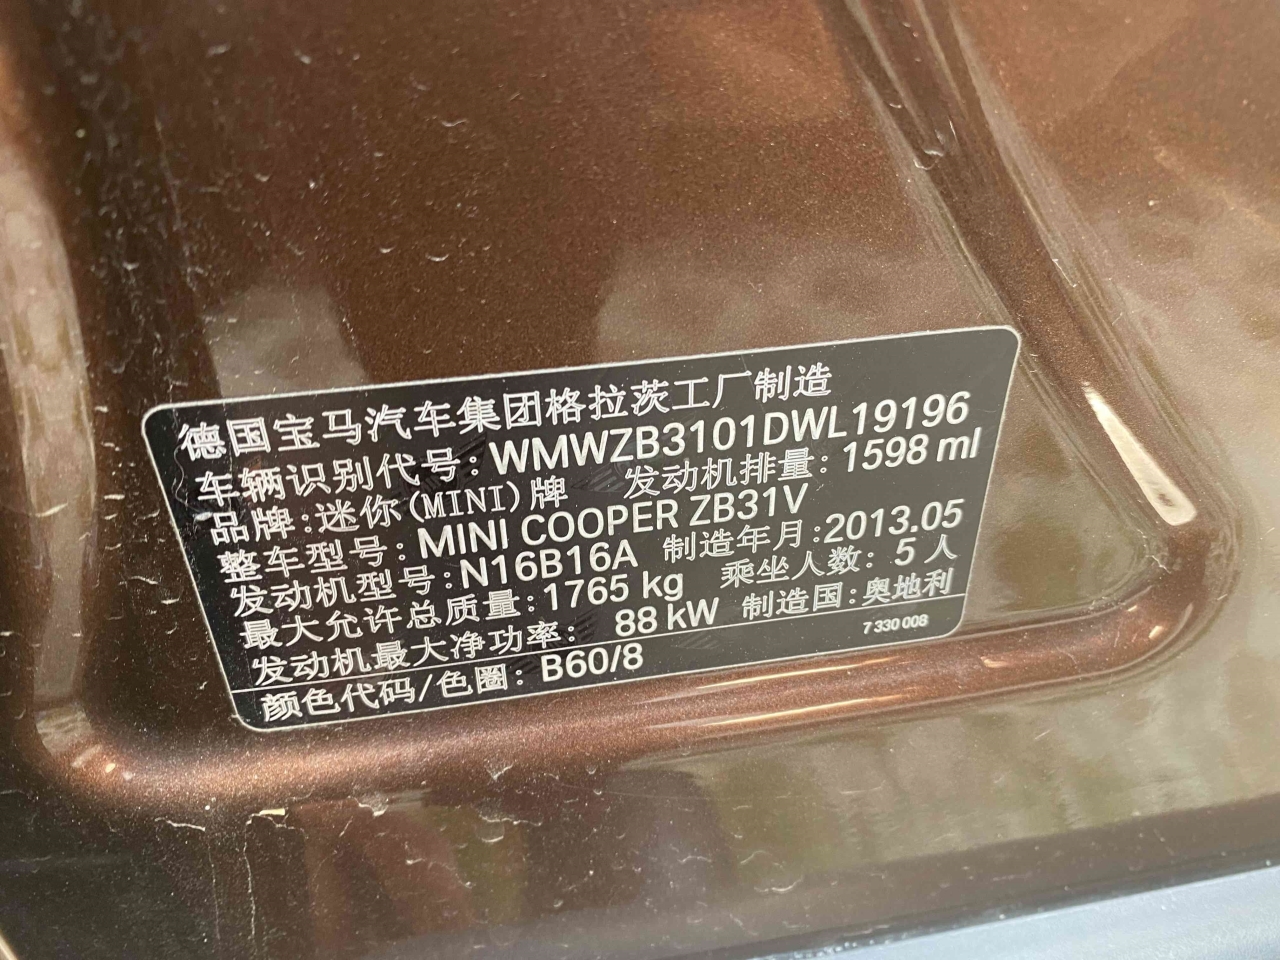 德国宝马汽车集团格拉茨工厂制造
车辆识别代号: WMWZB3101DWL19196
品牌:迷你(MINI)牌 发动机排量: 1598 ml
整车型号: MINI COOPER ZB31V
发动机型号: N16B16A 制造年月:2013.05
最大允许总质量:1765 kg 乘坐人数: 5 人
发动机最大净功率: 88 kW 制造国:奥地利
颜色代码/色圈: B60/8 7 330 008